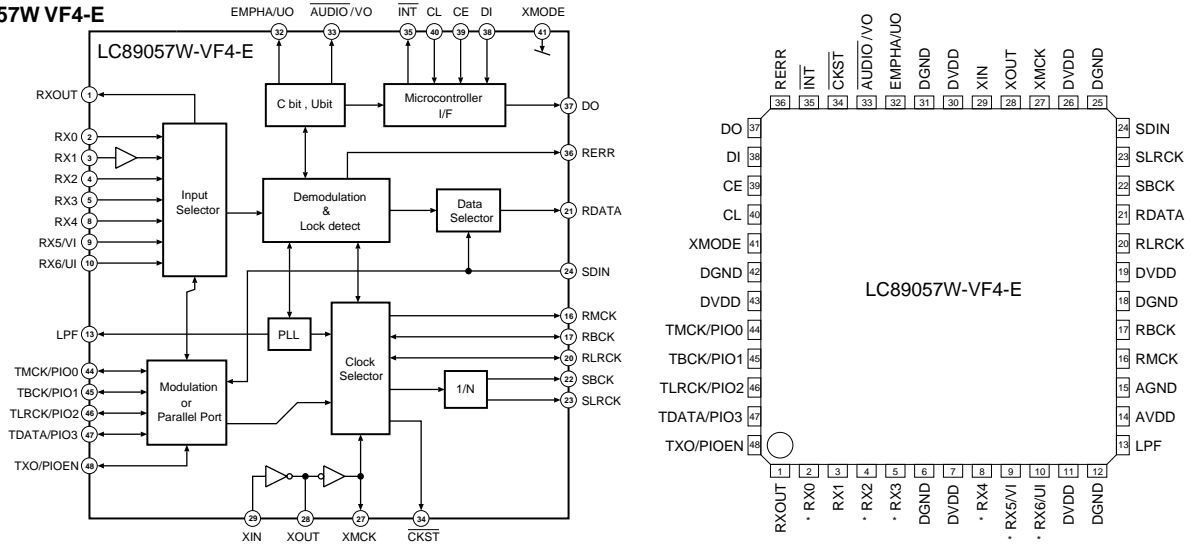 57W VF4-E
EMPHA/UO AUDIO/VO INT CL CE DI XMODE
32 33 35 40 39 38 41
LC89057W-VF4-E
RXOUT 1
C bit , Ubit
Microcontroller
I/F
37 DO
RX0 2
RX1 3
RX2 4
RX3 5
RX4 8
RX5/VI 9
RX6/UI 10
Input
Selector
36 RERR
Demodulation
&
Lock detect
Data
Selector
21 RDATA
24 SDIN
LPF 13
PLL
Clock
Selector
16 RMCK
17 RBCK
20 RLRCK
22 SBCK
23 SLRCK
1/N
TMCK/PIO0 44
TBCK/PIO1 45
TLRCK/PIO2 46
TDATA/PIO3 47
TXO/PIOEN 48
Modulation
or
Parallel Port
29 28 27 34
XIN XOUT XMCK CKST
RERR INT CKST AUDIO/VO EMPHA/UO DGND DVDD XIN XOUT XMCK DVDD DGND
36 35 34 33 32 31 30 29 28 27 26 25
DO 37
DI 38
CE 39
CL 40
XMODE 41
DGND 42
DVDD 43
TMCK/PIO0 44
TBCK/PIO1 45
TLRCK/PIO2 46
TDATA/PIO3 47
TXO/PIOEN 48
LC89057W-VF4-E
24 SDIN
23 SLRCK
22 SBCK
21 RDATA
20 RLRCK
19 DVDD
18 DGND
17 RBCK
16 RMCK
15 AGND
14 AVDD
13 LPF
1 2 3 4 5 6 7 8 9 10 11 12
RXOUT * RX0 RX1 * RX2 * RX3 DGND DVDD * RX4 * RX5/VI * RX6/UI DVDD DGND